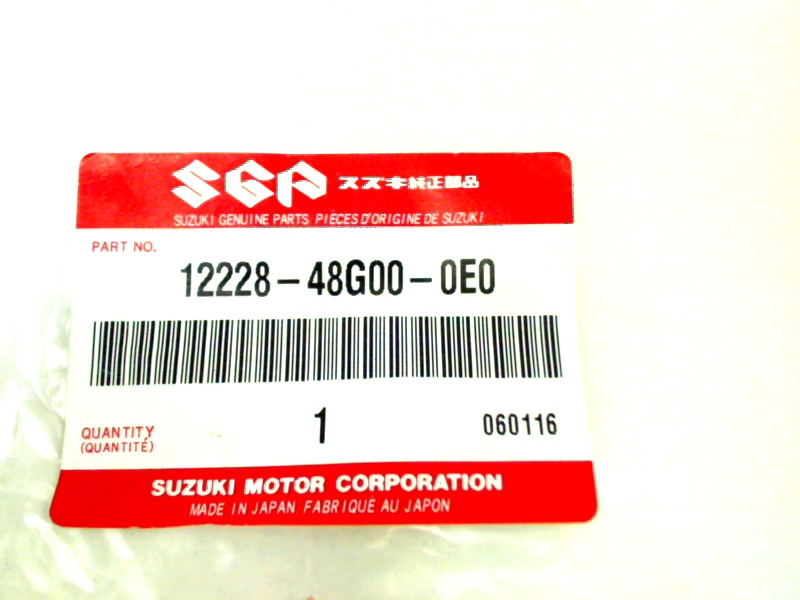 SGP スズキ純正部品
SUZUKI GENUINE PARTS PIÈCES D'ORIGINE DE SUZUKI
PART NO.
12228-48G00-0E0
QUANTITY 1 060116
(QUANTITÉ)
SUZUKI MOTOR CORPORATION
MADE IN JAPAN FABRIQUÉ AU JAPON